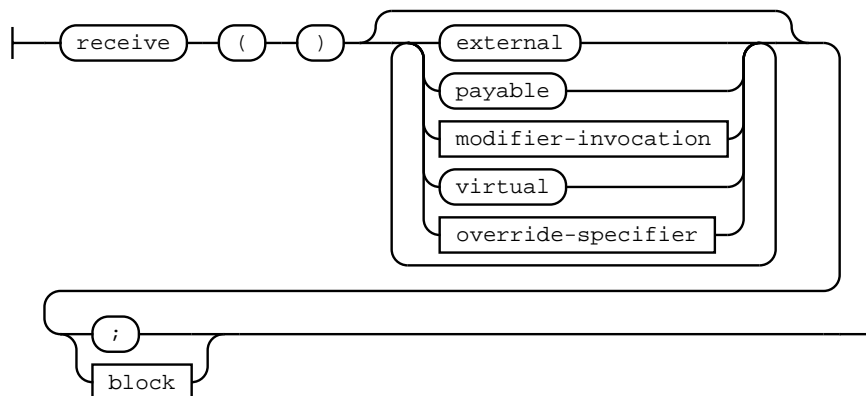 receive ( ) external
payable
modifier-invocation
virtual
override-specifier
;
block